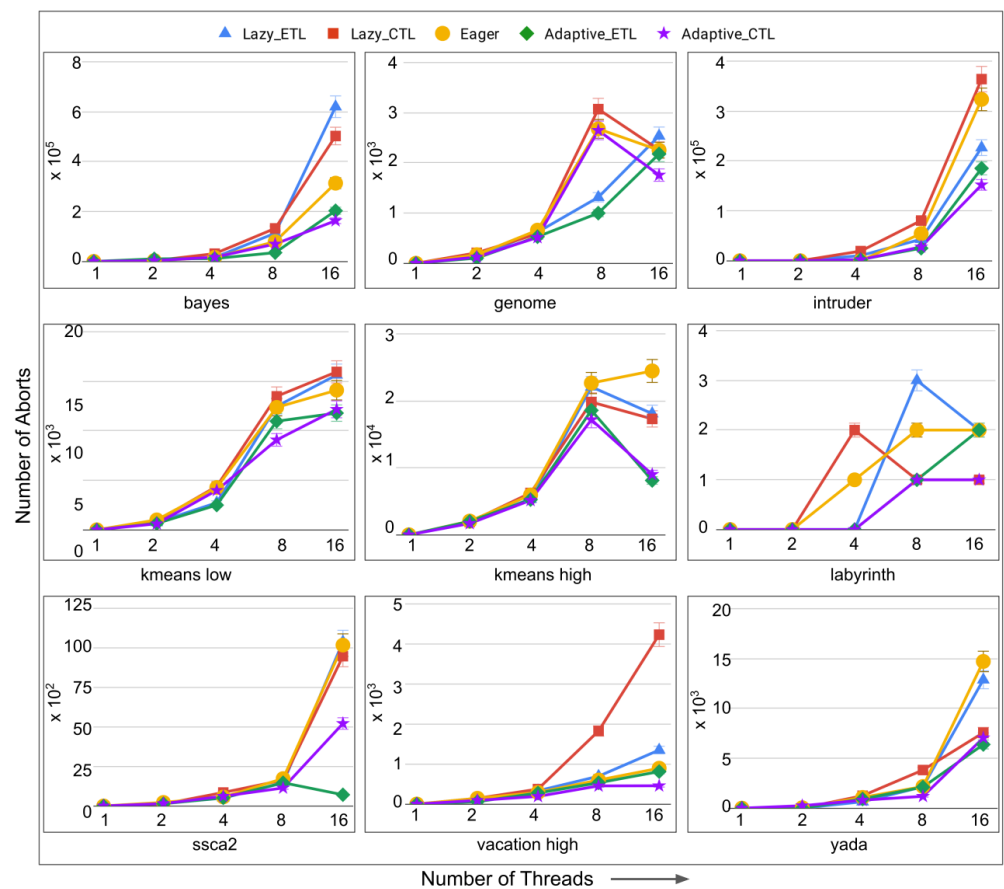 Lazy_ETL Lazy_CTL Eager Adaptive_ETL Adaptive_CTL
Number of Aborts
8
6
4
2
0
x 10^5
1 2 4 8 16
bayes
4
3
2
1
0
x 10^3
1 2 4 8 16
genome
4
3
2
1
0
x 10^5
1 2 4 8 16
intruder
20
15
10
5
0
x 10^3
1 2 4 8 16
kmeans low
3
2
1
0
x 10^4
1 2 4 8 16
kmeans high
4
3
2
1
0
1 2 4 8 16
labyrinth
125
100
75
50
25
0
x 10^2
1 2 4 8 16
ssca2
5
4
3
2
1
0
x 10^3
1 2 4 8 16
vacation high
20
15
10
5
0
x 10^3
1 2 4 8 16
yada
Number of Threads